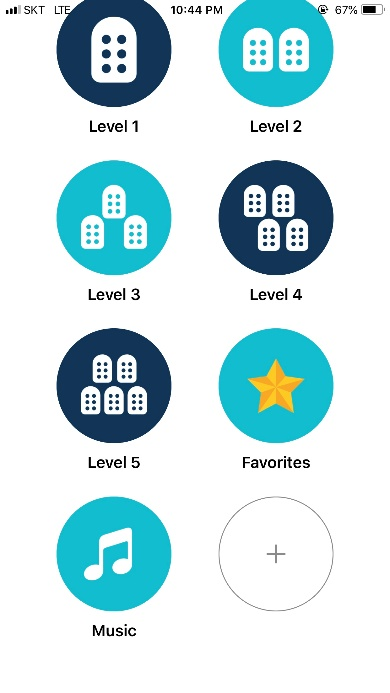 SKT LTE 10:44 PM 67%
Level 1 Level 2
Level 3 Level 4
Level 5 Favorites
Music